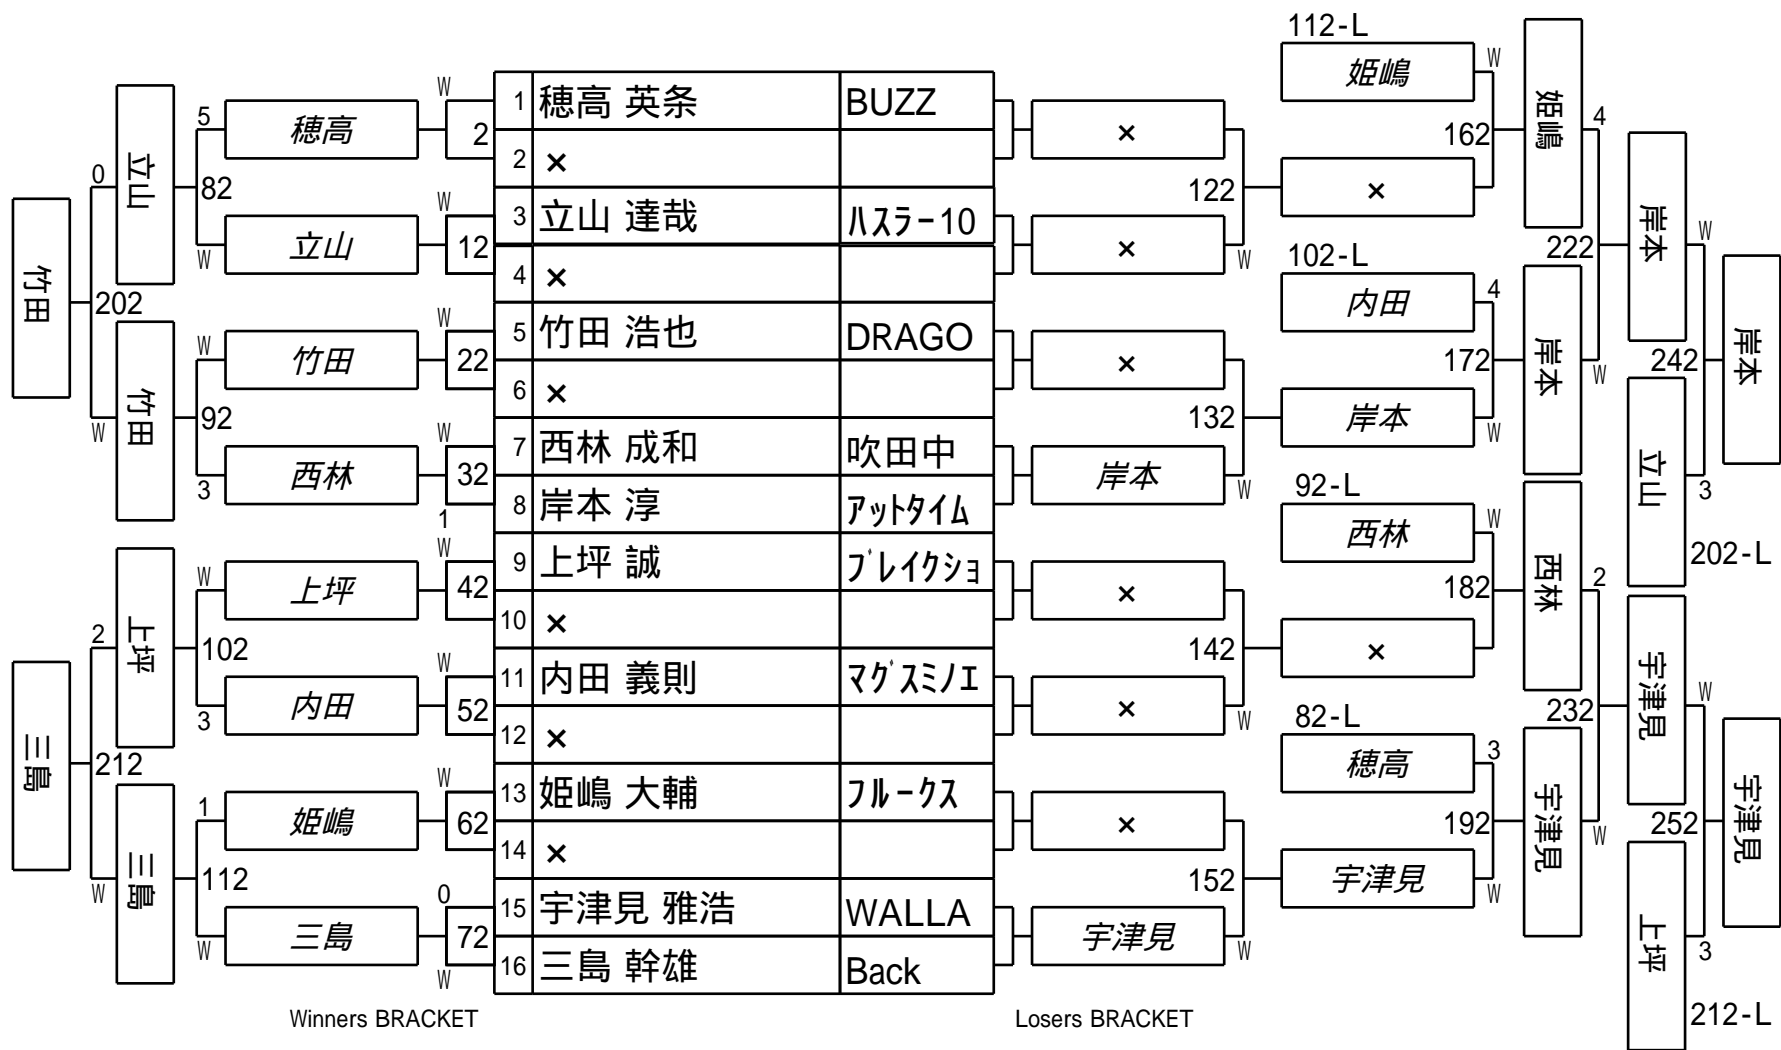 112-L
姫嶋
W
×
162
姫嶋
4
102-L
内田
4
岸本
W
172
岸本
W
222
岸本
W
242
岸本
立山
3
202-L
92-L
西林
W
×
182
西林
2
82-L
穂高
3
宇津見
W
192
宇津見
W
232
宇津見
W
252
宇津見
上坪
3
212-L
1 穂高 英条 BUZZ
2 ×
3 立山 達哉 ハスラー10
4 ×
5 竹田 浩也 DRAGO
6 ×
7 西林 成和 吹田中
8 岸本 淳 アットタイム
9 上坪 誠 ブレイクショ
10 ×
11 内田 義則 マグスミノエ
12 ×
13 姫嶋 大輔 フルークス
14 ×
15 宇津見 雅浩 WALLA
16 三島 幹雄 Back
W
2
穂高
5
W
12
立山
W
82
立山
0
W
22
竹田
W
W
32
1
西林
3
92
竹田
W
202
竹田
W
42
上坪
W
W
52
内田
3
102
上坪
2
W
62
姫嶋
1
0
72
W
三島
W
112
三島
W
212
三島
×
×
122
W
×
岸本
132
W
×
×
142
W
×
宇津見
152
W
Winners BRACKET
Losers BRACKET